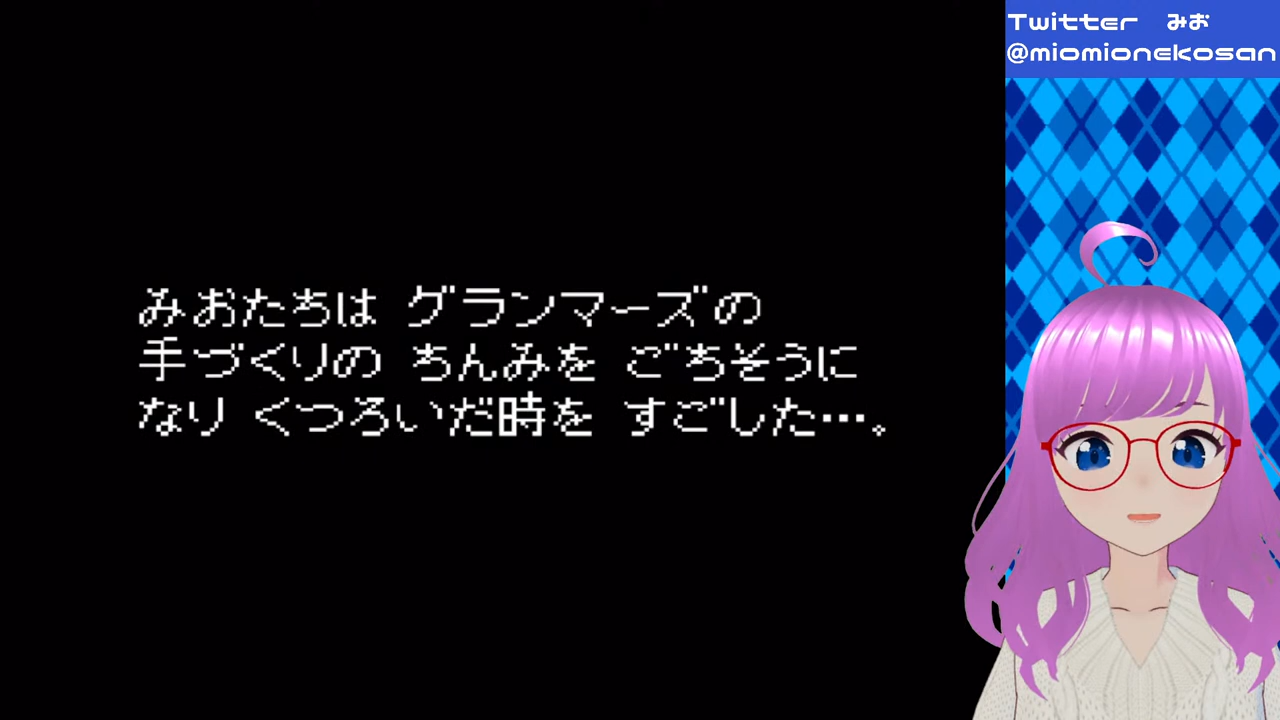 Twitter　みお
@miomionekosan
みおたちは グランマーズの
手づくりの ちんみを ごちそうに
なり くつろいだ時を すごした…。